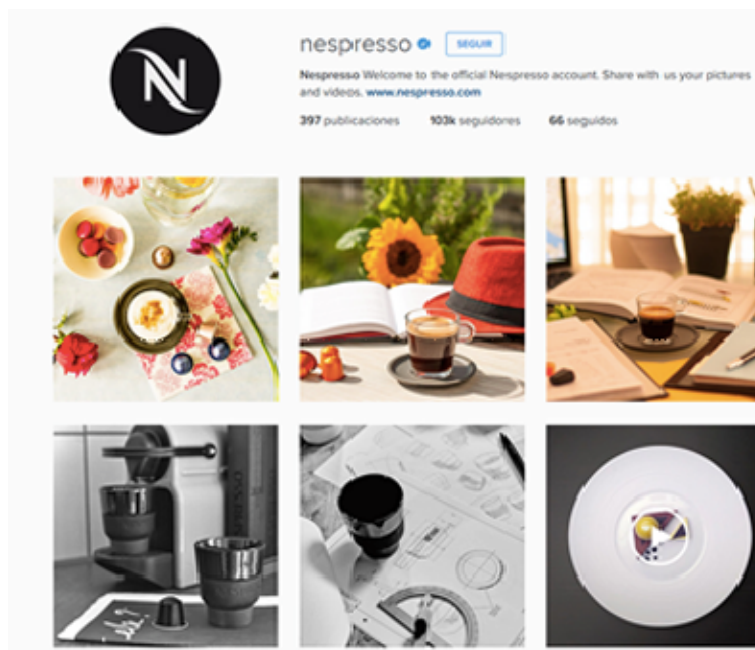 N
nespresso SEGUIR
Nespresso Welcome to the official Nespresso account. Share with us your pictures
and videos. www.nespresso.com
397 publicaciones 103k seguidores 66 seguidos